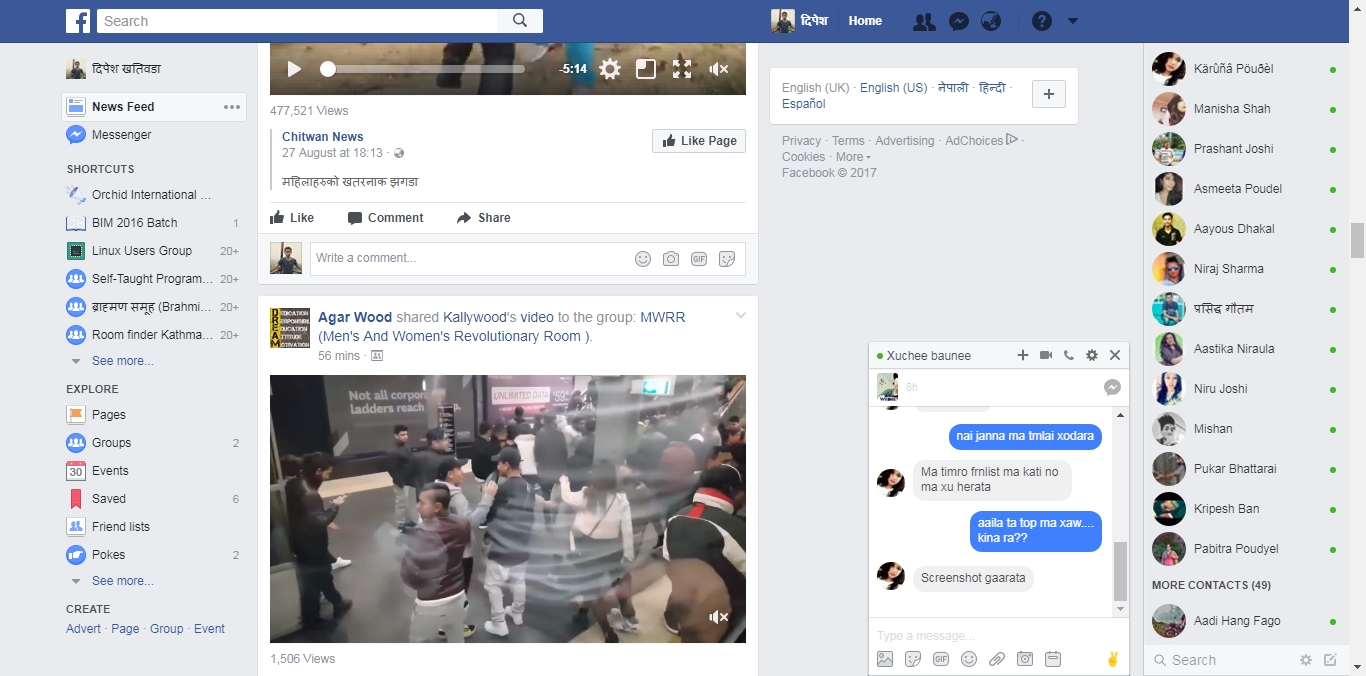 Search
दिपेश
Home
दिपेश खतिवडा
News Feed
Messenger
SHORTCUTS
Orchid International ...
BIM 2016 Batch 1
Linux Users Group 20+
Self-Taught Program... 20+
ब्राह्मण समूह (Brahmi... 20+
Room finder Kathma... 20+
See more...
EXPLORE
Pages
Groups 2
30 Events
Saved 6
Friend lists
Pokes 2
See more...
CREATE
Advert · Page · Group · Event
-5:14
477,521 Views
Chitwan News
27 August at 18:13 ·
Like Page
महिलाहरुको खतरनाक झगडा
Like Comment Share
Write a comment...
GIF
DREAM
Agar Wood shared Kallywood's video to the group: MWRR
(Men's And Women's Revolutionary Room ).
56 mins ·
Not all corpor
ladders reach
UNLIMITED DATA
1,506 Views
English (UK) · English (US) · नेपाली · हिन्दी ·
Español
Privacy · Terms · Advertising · AdChoices ·
Cookies · More
Facebook © 2017
Xuchee baunee
8h
nai janna ma tmlai xodara
Ma timro frnlist ma kati no
ma xu herata
aaila ta top ma xaw....
kina ra??
Screenshot gaarata
Type a message...
GIF
Kärûñâ Pöuðèl
Manisha Shah
Prashant Joshi
Asmeeta Poudel
Aayous Dhakal
Niraj Sharma
प्रसिद्ध गौतम
Aastika Niraula
Niru Joshi
Mishan
Pukar Bhattarai
Kripesh Ban
Pabitra Poudyel
MORE CONTACTS (49)
Aadi Hang Fago
Search